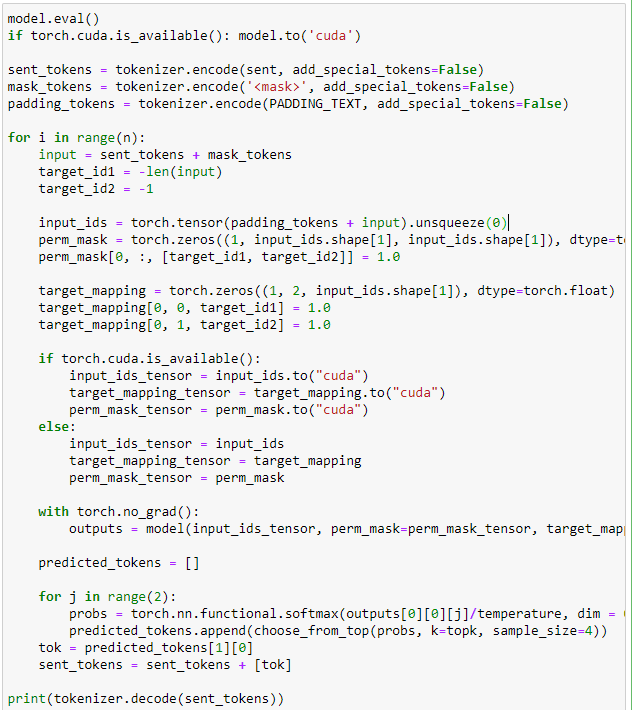 model.eval()
if torch.cuda.is_available(): model.to('cuda')
sent_tokens = tokenizer.encode(sent, add_special_tokens=False)
mask_tokens = tokenizer.encode('<mask>', add_special_tokens=False)
padding_tokens = tokenizer.encode(PADDING_TEXT, add_special_tokens=False)
for i in range(n):
    input = sent_tokens + mask_tokens
    target_id1 = -len(input)
    target_id2 = -1
    input_ids = torch.tensor(padding_tokens + input).unsqueeze(0)
    perm_mask = torch.zeros((1, input_ids.shape[1], input_ids.shape[1]), dtype=t
    perm_mask[0, :, [target_id1, target_id2]] = 1.0
    target_mapping = torch.zeros((1, 2, input_ids.shape[1]), dtype=torch.float)
    target_mapping[0, 0, target_id1] = 1.0
    target_mapping[0, 1, target_id2] = 1.0
    if torch.cuda.is_available():
        input_ids_tensor = input_ids.to("cuda")
        target_mapping_tensor = target_mapping.to("cuda")
        perm_mask_tensor = perm_mask.to("cuda")
    else:
        input_ids_tensor = input_ids
        target_mapping_tensor = target_mapping
        perm_mask_tensor = perm_mask
    with torch.no_grad():
        outputs = model(input_ids_tensor, perm_mask=perm_mask_tensor, target_map
    predicted_tokens = []
    for j in range(2):
        probs = torch.nn.functional.softmax(outputs[0][0][j]/temperature, dim =
        predicted_tokens.append(choose_from_top(probs, k=topk, sample_size=4))
    tok = predicted_tokens[1][0]
    sent_tokens = sent_tokens + [tok]
print(tokenizer.decode(sent_tokens))